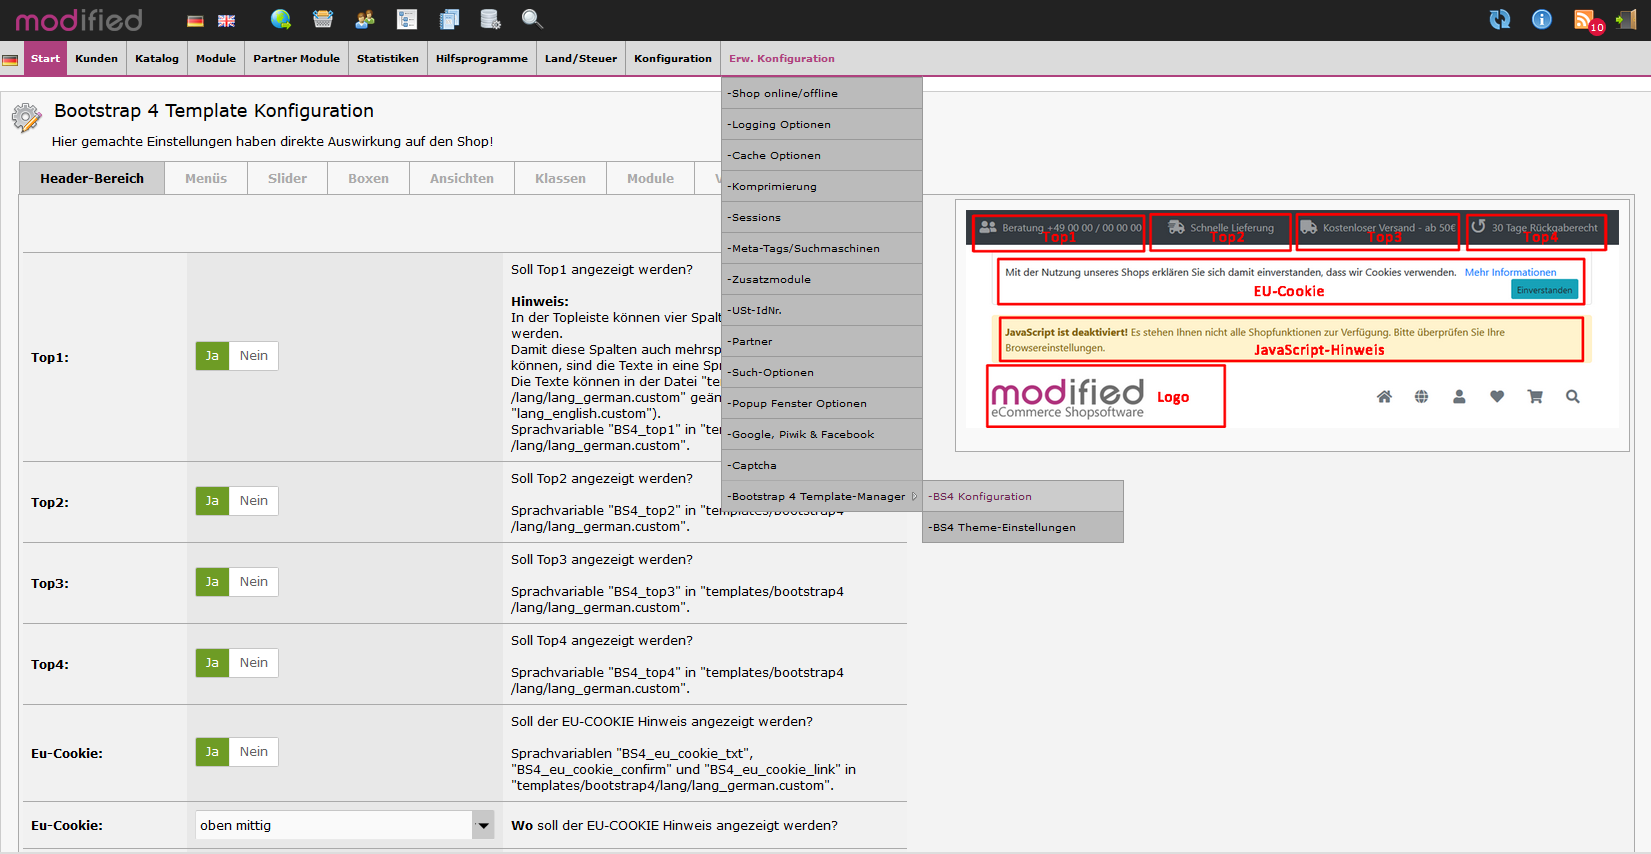 modified
10
Start Kunden Katalog Module Partner Module Statistiken Hilfsprogramme Land/Steuer Konfiguration Erw. Konfiguration
Bootstrap 4 Template Konfiguration
Hier gemachte Einstellungen haben direkte Auswirkung auf den Shop!
Header-Bereich Menüs Slider Boxen Ansichten Klassen Module
-Shop online/offline
-Logging Optionen
-Cache Optionen
-Komprimierung
-Sessions
-Meta-Tags/Suchmaschinen
-Zusatzmodule
-USt-IdNr.
-Partner
-Such-Optionen
-Popup Fenster Optionen
-Google, Piwik & Facebook
-Captcha
-Bootstrap 4 Template-Manager
-BS4 Konfiguration
-BS4 Theme-Einstellungen
Top1:
Ja Nein
Soll Top1 angezeigt werden?
Hinweis:
In der Topleiste können vier Spalt
werden.
Damit diese Spalten auch mehrsp
können, sind die Texte in eine Spr
Die Texte können in der Datei "te
/lang/lang_german.custom" geän
"lang_english.custom").
Sprachvariable "BS4_top1" in "te
/lang/lang_german.custom".
Top2:
Ja Nein
Soll Top2 angezeigt werden?
Sprachvariable "BS4_top2" in "templates/bootstrap4
/lang/lang_german.custom".
Top3:
Ja Nein
Soll Top3 angezeigt werden?
Sprachvariable "BS4_top3" in "templates/bootstrap4
/lang/lang_german.custom".
Top4:
Ja Nein
Soll Top4 angezeigt werden?
Sprachvariable "BS4_top4" in "templates/bootstrap4
/lang/lang_german.custom".
Eu-Cookie:
Ja Nein
Soll der EU-COOKIE Hinweis angezeigt werden?
Sprachvariablen "BS4_eu_cookie_txt",
"BS4_eu_cookie_confirm" und "BS4_eu_cookie_link" in
"templates/bootstrap4/lang/lang_german.custom".
Eu-Cookie:
oben mittig
Wo soll der EU-COOKIE Hinweis angezeigt werden?
Beratung +49 00 00 / 00 00 00 Schnelle Lieferung Kostenloser Versand - ab 50€ 30 Tage Rückgaberecht
Top1 Top2 Top3 Top4
Mit der Nutzung unseres Shops erklären Sie sich damit einverstanden, dass wir Cookies verwenden. Mehr Informationen
EU-Cookie
Einverstanden
JavaScript ist deaktiviert! Es stehen Ihnen nicht alle Shopfunktionen zur Verfügung. Bitte überprüfen Sie Ihre
Browsereinstellungen.
JavaScript-Hinweis
modified
eCommerce Shopsoftware
Logo